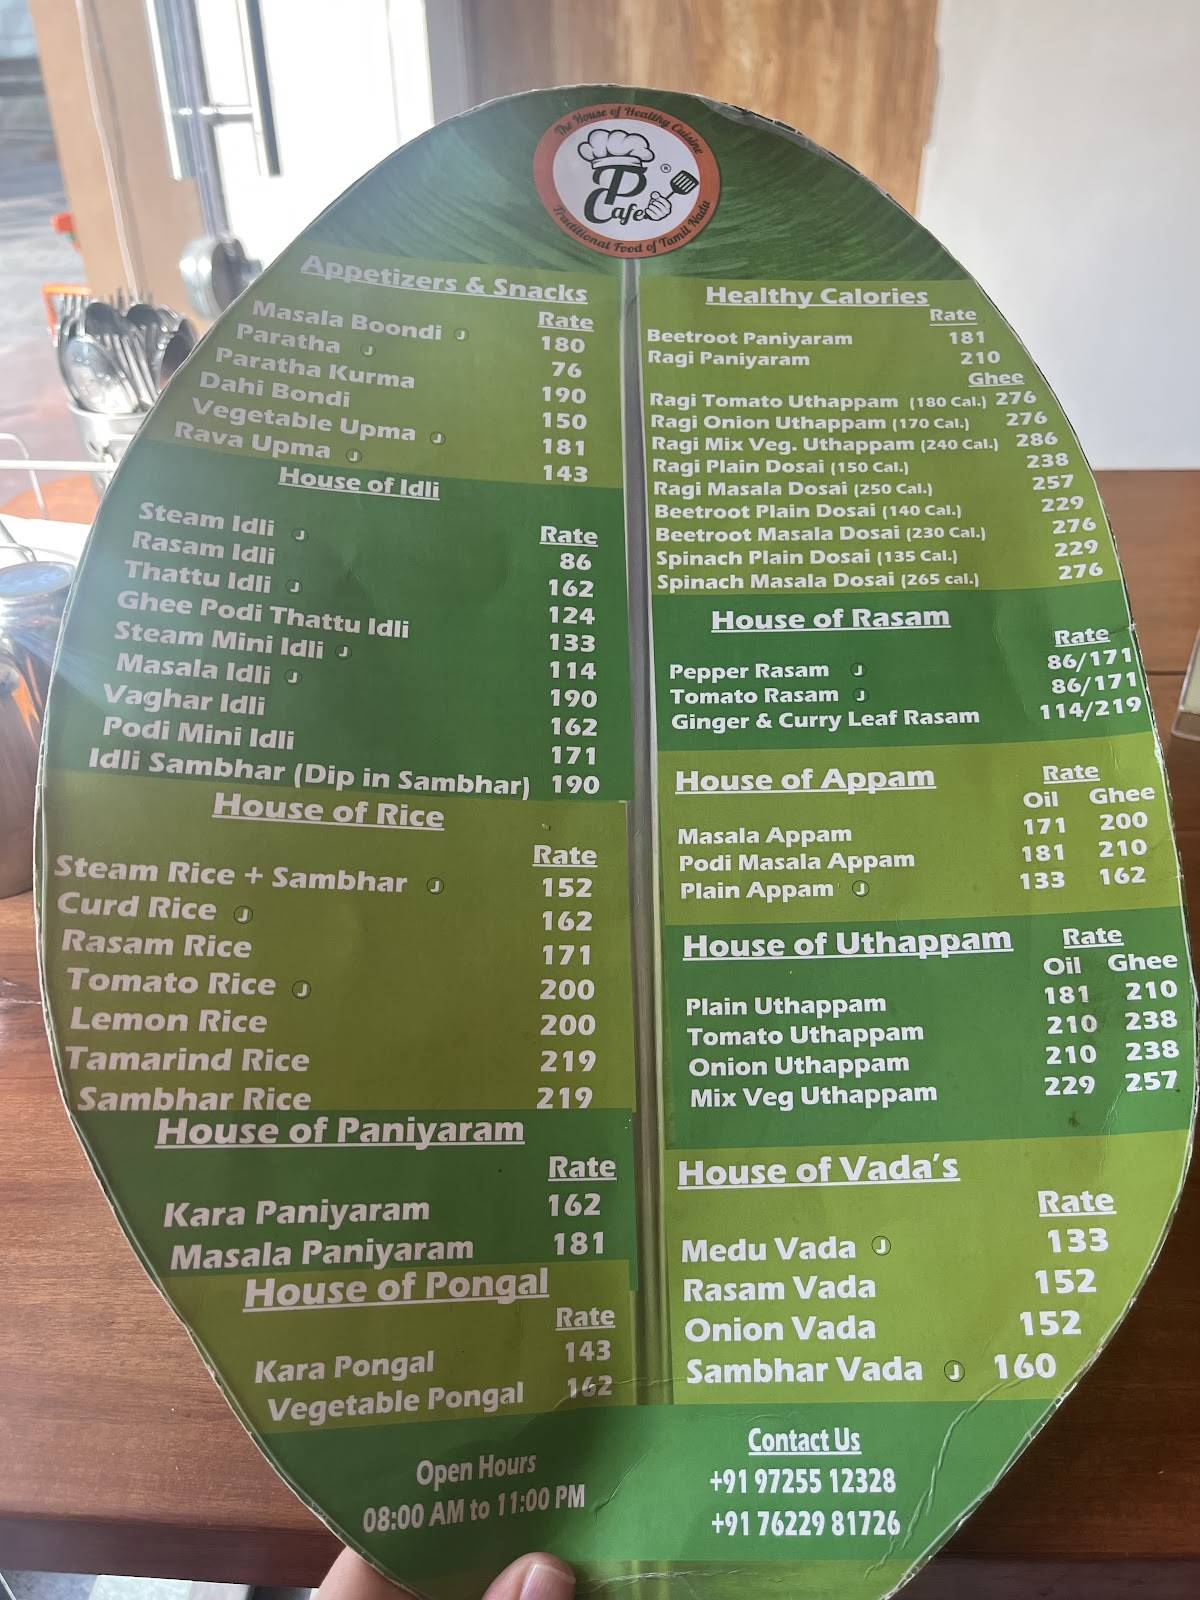 The House of Healthy Cuisine
P Cafe ®
Traditional Food of Tamil Nadu
Appetizers & Snacks
Rate
Masala Boondi J 180
Paratha J 76
Paratha Kurma 190
Dahi Bondi 150
Vegetable Upma J 181
Rava Upma J 143
House of Idli
Rate
Steam Idli J 86
Rasam Idli 162
Thattu Idli J 124
Ghee Podi Thattu Idli 133
Steam Mini Idli J 114
Masala Idli J 190
Vaghar Idli 162
Podi Mini Idli 171
Idli Sambhar (Dip in Sambhar) 190
House of Rice
Rate
Steam Rice + Sambhar J 152
Curd Rice J 162
Rasam Rice 171
Tomato Rice J 200
Lemon Rice 200
Tamarind Rice 219
Sambhar Rice 219
House of Paniyaram
Rate
Kara Paniyaram 162
Masala Paniyaram 181
House of Pongal
Rate
Kara Pongal 143
Vegetable Pongal 162
Open Hours
08:00 AM to 11:00 PM
Healthy Calories
Rate
Beetroot Paniyaram 181
Ragi Paniyaram 210
Ghee
Ragi Tomato Uthappam (180 Cal.) 276
Ragi Onion Uthappam (170 Cal.) 276
Ragi Mix Veg. Uthappam (240 Cal.) 286
Ragi Plain Dosai (150 Cal.) 238
Ragi Masala Dosai (250 Cal.) 257
Beetroot Plain Dosai (140 Cal.) 229
Beetroot Masala Dosai (230 Cal.) 276
Spinach Plain Dosai (135 Cal.) 229
Spinach Masala Dosai (265 cal.) 276
House of Rasam
Rate
Pepper Rasam J 86/171
Tomato Rasam J 86/171
Ginger & Curry Leaf Rasam 114/219
House of Appam Rate
Oil Ghee
Masala Appam 171 200
Podi Masala Appam 181 210
Plain Appam J 133 162
House of Uthappam Rate
Oil Ghee
Plain Uthappam 181 210
Tomato Uthappam 210 238
Onion Uthappam 210 238
Mix Veg Uthappam 229 257
House of Vada's
Rate
Medu Vada J 133
Rasam Vada 152
Onion Vada 152
Sambhar Vada J 160
Contact Us
+91 97255 12328
+91 76229 81726